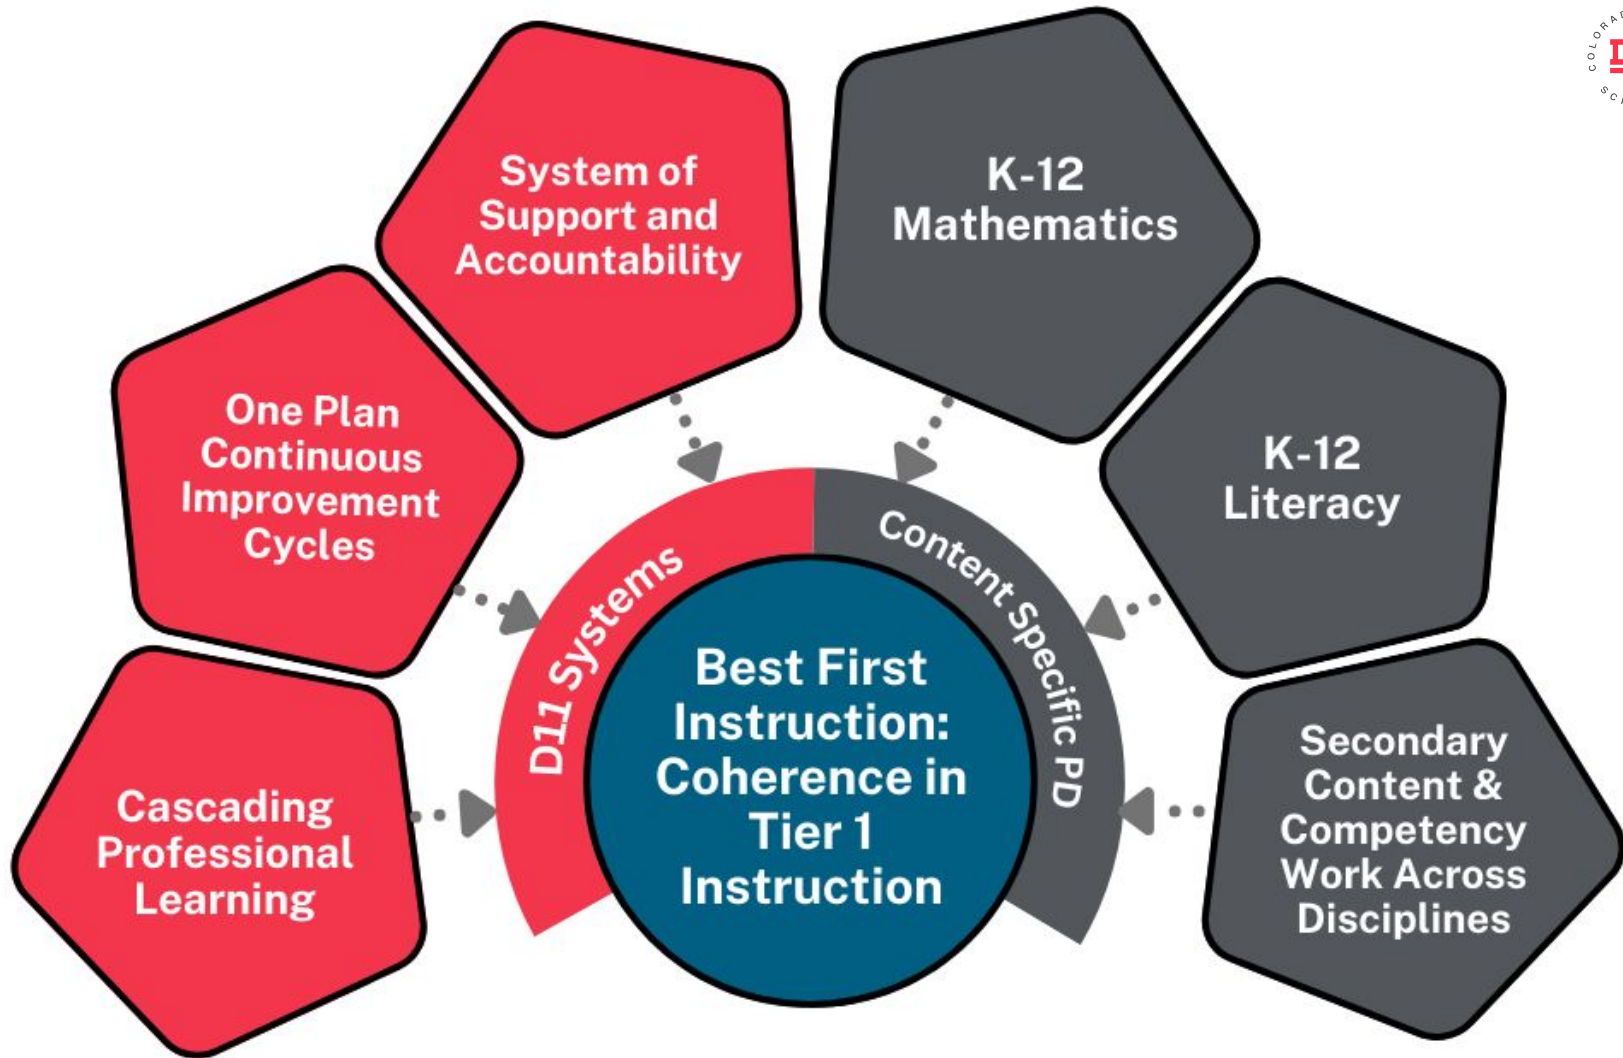 System of
Support and
Accountability
K-12
Mathematics
One Plan
Continuous
Improvement
Cycles
K-12
Literacy
D11 Systems
Content Specific PD
Best First
Instruction:
Coherence in
Tier 1
Instruction
Cascading
Professional
Learning
Secondary
Content &
Competency
Work Across
Disciplines